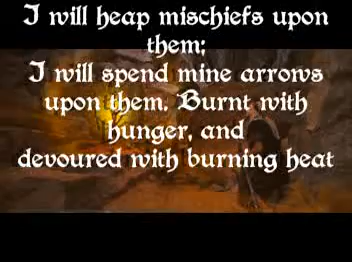 I will heap mischiefs upon
them;
I will spend mine arrows
upon them. Burnt with
hunger, and
devoured with burning heat